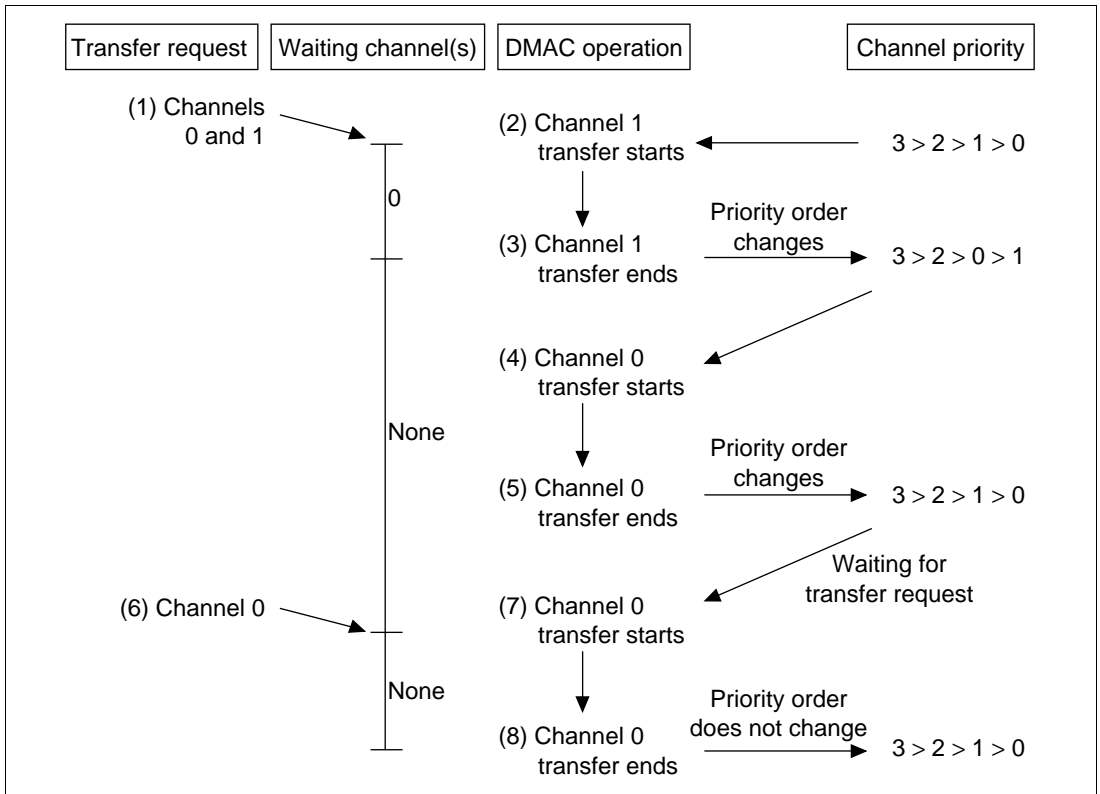 Transfer request
Waiting channel(s)
DMAC operation
Channel priority
(1) Channels
0 and 1
(2) Channel 1
transfer starts
3 > 2 > 1 > 0
0
Priority order
changes
(3) Channel 1
transfer ends
3 > 2 > 0 > 1
(4) Channel 0
transfer starts
None
Priority order
changes
(5) Channel 0
transfer ends
3 > 2 > 1 > 0
Waiting for
transfer request
(6) Channel 0
(7) Channel 0
transfer starts
None
Priority order
does not change
(8) Channel 0
transfer ends
3 > 2 > 1 > 0